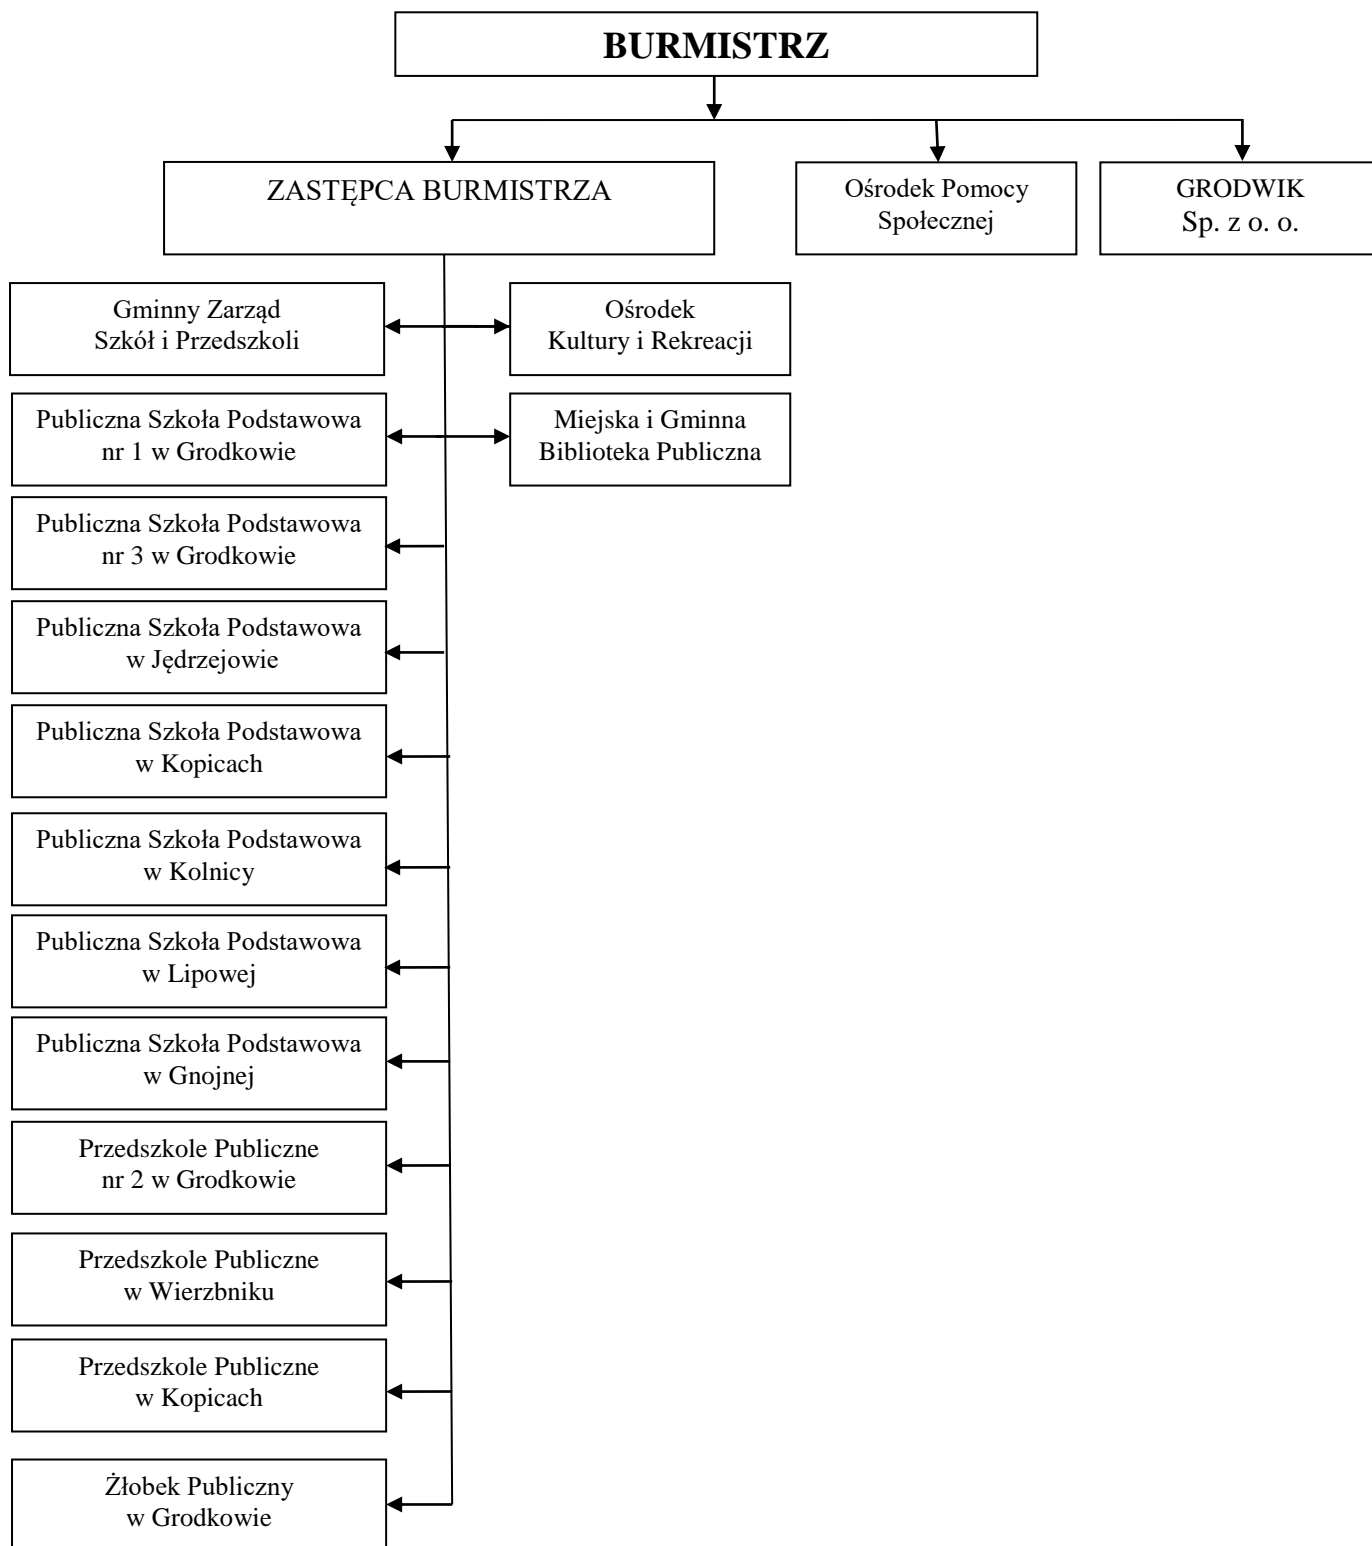 BURMISTRZ
ZASTĘPCA BURMISTRZA
Ośrodek Pomocy
Społecznej
GRODWIK
Sp. z o. o.
Gminny Zarząd
Szkół i Przedszkoli
Ośrodek
Kultury i Rekreacji
Publiczna Szkoła Podstawowa
nr 1 w Grodkowie
Miejska i Gminna
Biblioteka Publiczna
Publiczna Szkoła Podstawowa
nr 3 w Grodkowie
Publiczna Szkoła Podstawowa
w Jędrzejowie
Publiczna Szkoła Podstawowa
w Kopicach
Publiczna Szkoła Podstawowa
w Kolnicy
Publiczna Szkoła Podstawowa
w Lipowej
Publiczna Szkoła Podstawowa
w Gnojnej
Przedszkole Publiczne
nr 2 w Grodkowie
Przedszkole Publiczne
w Wierzbniku
Przedszkole Publiczne
w Kopicach
Żłobek Publiczny
w Grodkowie